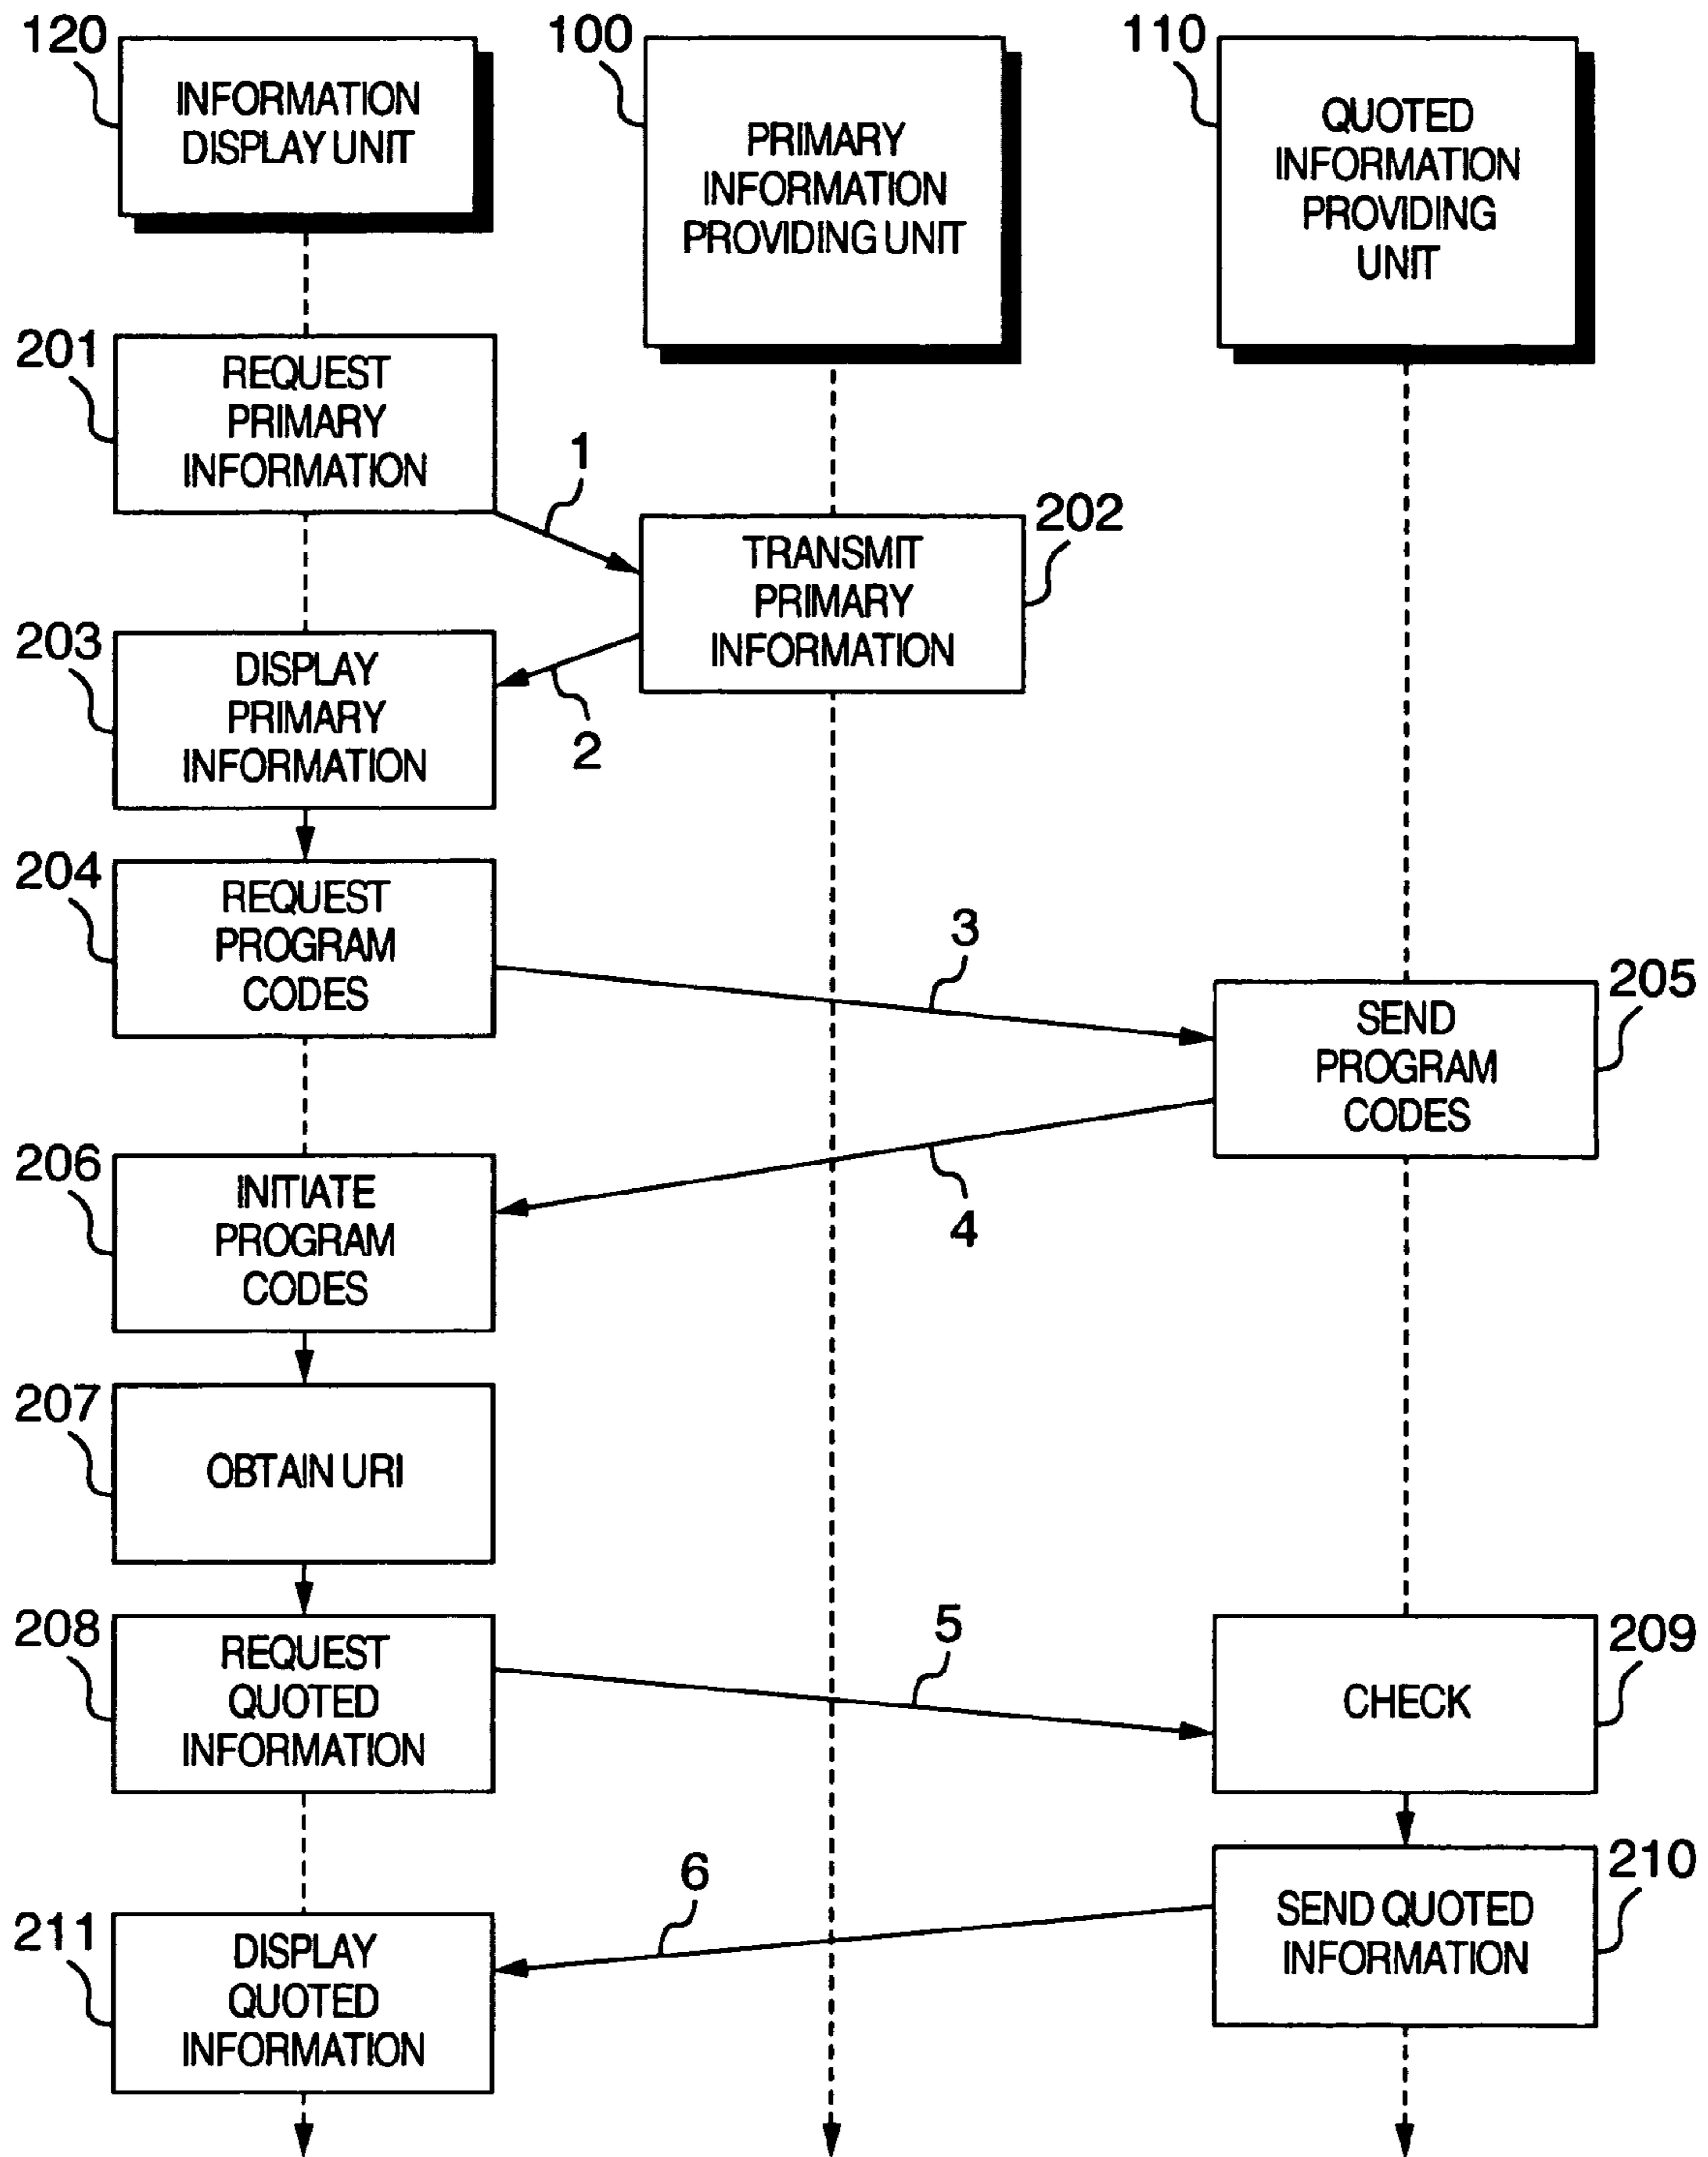 120
INFORMATION
DISPLAY UNIT
100
PRIMARY
INFORMATION
PROVIDING UNIT
110
QUOTED
INFORMATION
PROVIDING
UNIT
201
REQUEST
PRIMARY
INFORMATION
1
202
TRANSMIT
PRIMARY
INFORMATION
203
DISPLAY
PRIMARY
INFORMATION
2
204
REQUEST
PROGRAM
CODES
3
205
SEND
PROGRAM
CODES
206
INITIATE
PROGRAM
CODES
4
207
OBTAIN URI
208
REQUEST
QUOTED
INFORMATION
5
209
CHECK
6
210
SEND QUOTED
INFORMATION
211
DISPLAY
QUOTED
INFORMATION